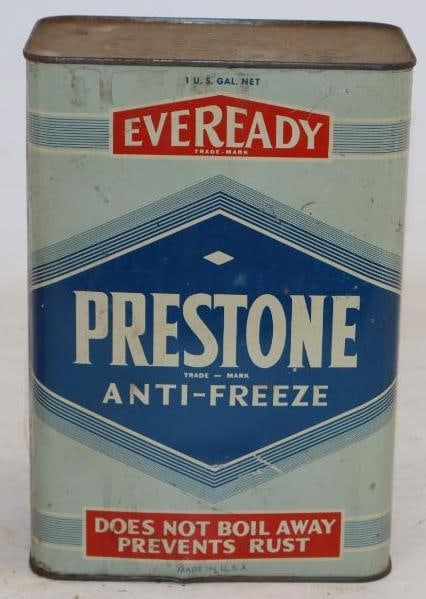 1 U. S. GAL. NET
EVEREADY
TRADE-MARK
PRESTONE
TRADE — MARK
ANTI-FREEZE
DOES NOT BOIL AWAY
PREVENTS RUST
MADE IN U.S.A.